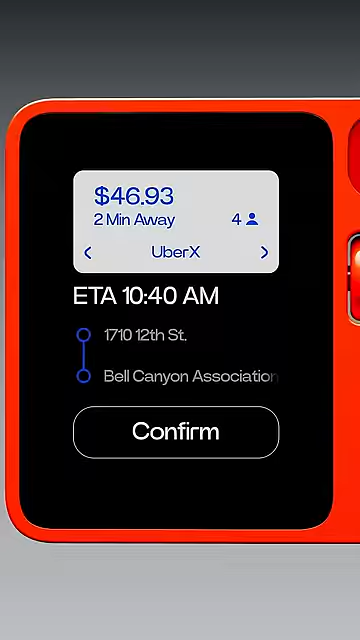 $46.93
2 Min Away 4
< UberX >
ETA 10:40 AM
1710 12th St.
Bell Canyon Association
Confirm